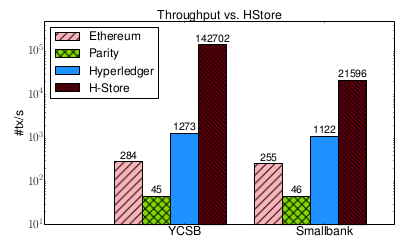 Throughput vs. HStore
#tx/s
10^5
10^4
10^3
10^2
10^1
Ethereum
Parity
Hyperledger
H-Store
284
45
1273
142702
255
46
1122
21596
YCSB
Smallbank